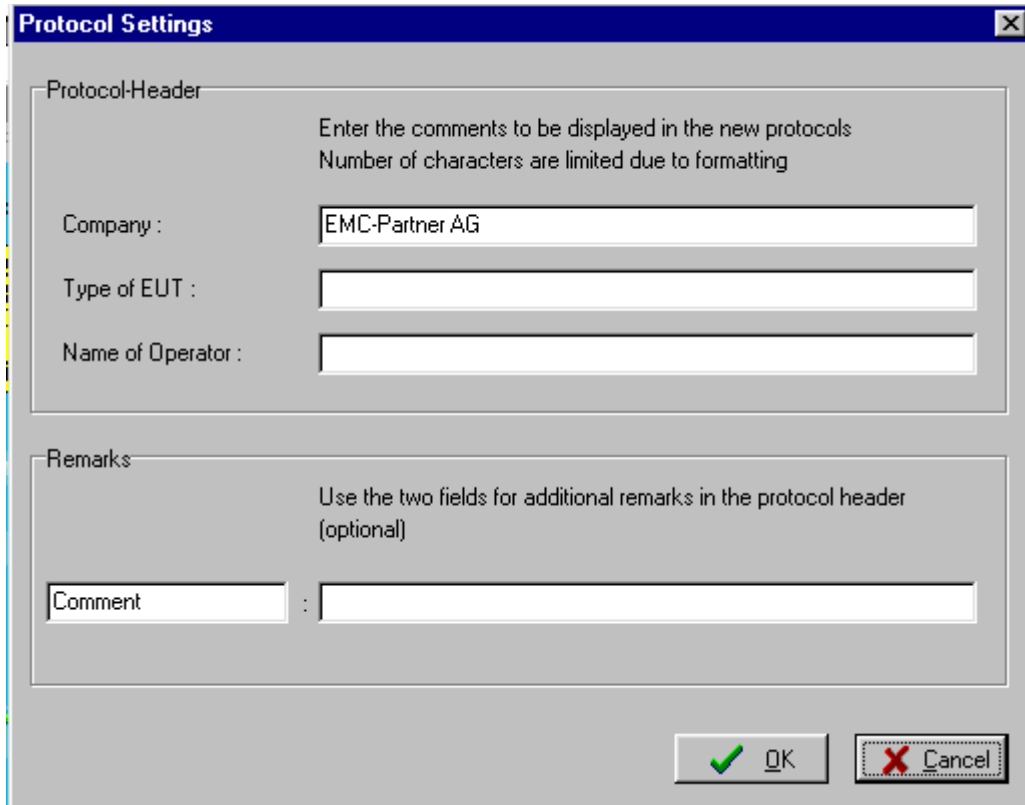 Protocol Settings
Protocol-Header
Enter the comments to be displayed in the new protocols
Number of characters are limited due to formatting
Company : EMC-Partner AG
Type of EUT :
Name of Operator :
Remarks
Use the two fields for additional remarks in the protocol header
(optional)
Comment :
OK Cancel